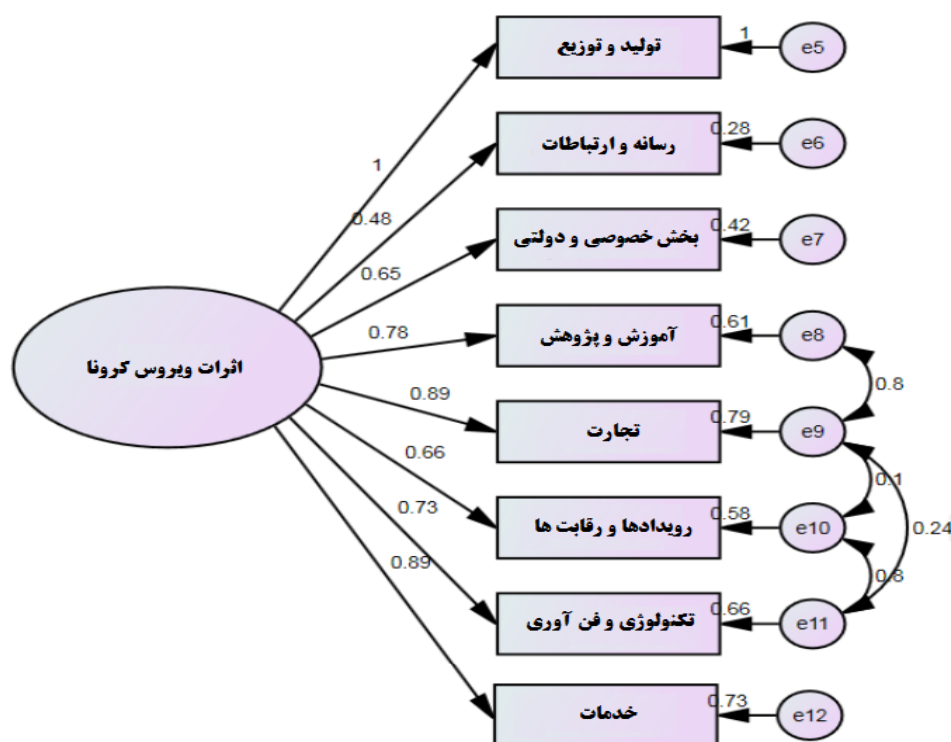 تولید و توزیع
1
e5
رسانه و ارتباطات
0.28
e6
1
0.48
بخش خصوصی و دولتی
0.42
e7
0.65
آموزش و پژوهش
0.61
e8
0.78
اثرات ویروس کرونا
0.8
0.89
تجارت
0.79
e9
0.66
0.1
0.73
رویدادها و رقابت ها
0.58
e10
0.24
0.89
0.8
تکنولوژی و فن آوری
0.66
e11
خدمات
0.73
e12